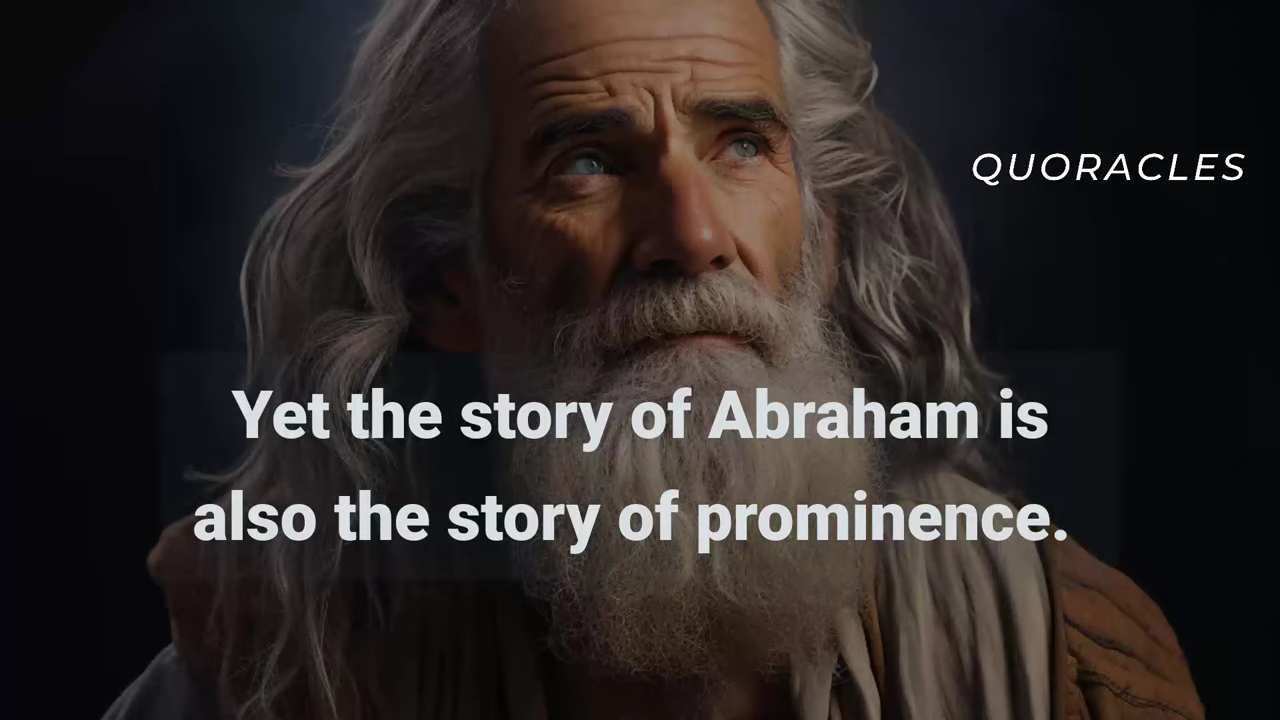 QUORACLES
Yet the story of Abraham is
also the story of prominence.